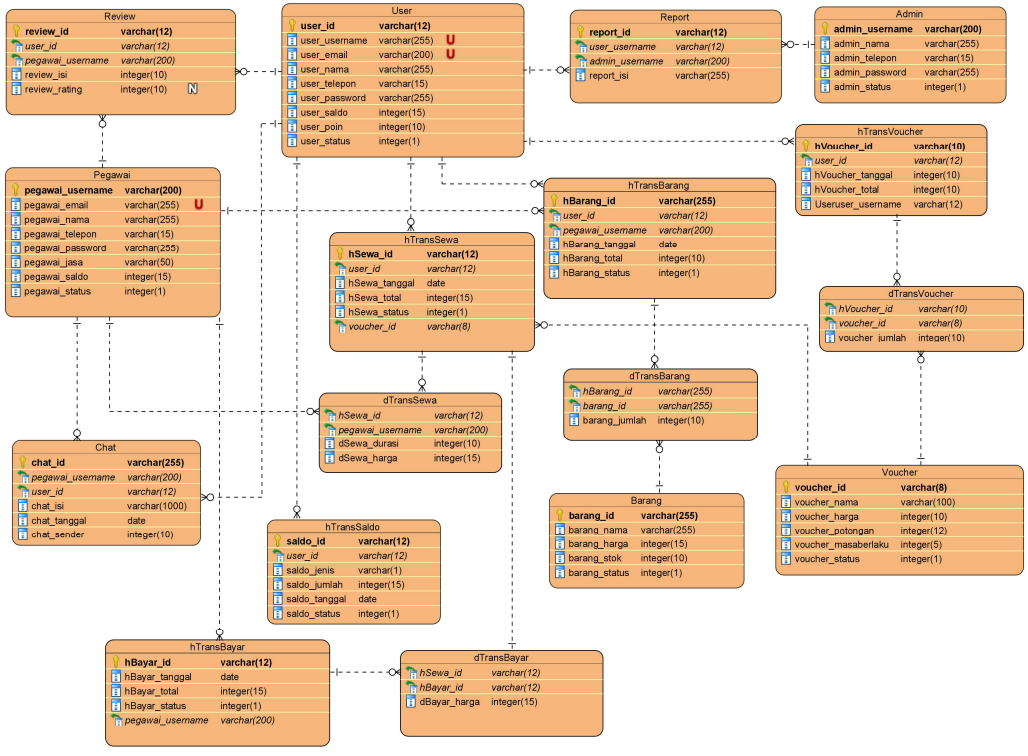 Review
review_id varchar(12)
user_id varchar(12)
pegawai_username varchar(200)
review_isi integer(10)
review_rating integer(10) N
User
user_id varchar(12)
user_username varchar(255) U
user_email varchar(200) U
user_nama varchar(255)
user_telepon varchar(15)
user_password varchar(255)
user_saldo integer(15)
user_poin integer(10)
user_status integer(1)
Report
report_id varchar(12)
user_username varchar(12)
admin_username varchar(200)
report_isi varchar(255)
Admin
admin_username varchar(200)
admin_nama varchar(255)
admin_telepon varchar(15)
admin_password varchar(255)
admin_status integer(1)
hTransVoucher
hVoucher_id varchar(10)
user_id varchar(12)
hVoucher_tanggal integer(10)
hVoucher_total integer(10)
Useruser_username varchar(12)
Pegawai
pegawai_username varchar(200)
pegawai_email varchar(255) U
pegawai_nama varchar(255)
pegawai_telepon varchar(15)
pegawai_password varchar(255)
pegawai_jasa varchar(50)
pegawai_saldo integer(15)
pegawai_status integer(1)
hTransBarang
hBarang_id varchar(255)
user_id varchar(12)
pegawai_username varchar(200)
hBarang_tanggal date
hBarang_total integer(10)
hBarang_status integer(1)
hTransSewa
hSewa_id varchar(12)
user_id varchar(12)
hSewa_tanggal date
hSewa_total integer(15)
hSewa_status integer(1)
voucher_id varchar(8)
dTransVoucher
hVoucher_id varchar(10)
voucher_id varchar(8)
voucher_jumlah integer(10)
dTransBarang
hBarang_id varchar(255)
barang_id varchar(255)
barang_jumlah integer(10)
dTransSewa
hSewa_id varchar(12)
pegawai_username varchar(200)
dSewa_durasi integer(10)
dSewa_harga integer(15)
Chat
chat_id varchar(255)
pegawai_username varchar(200)
user_id varchar(12)
chat_isi varchar(1000)
chat_tanggal date
chat_sender integer(10)
Voucher
voucher_id varchar(8)
voucher_nama varchar(100)
voucher_harga integer(10)
voucher_potongan integer(12)
voucher_masaberlaku integer(5)
voucher_status integer(1)
Barang
barang_id varchar(255)
barang_nama varchar(255)
barang_harga integer(15)
barang_stok integer(10)
barang_status integer(1)
hTransSaldo
saldo_id varchar(12)
user_id varchar(12)
saldo_jenis varchar(1)
saldo_jumlah integer(15)
saldo_tanggal date
saldo_status integer(1)
hTransBayar
hBayar_id varchar(12)
hBayar_tanggal date
hBayar_total integer(15)
hBayar_status integer(1)
pegawai_username varchar(200)
dTransBayar
hSewa_id varchar(12)
hBayar_id varchar(12)
dBayar_harga integer(15)